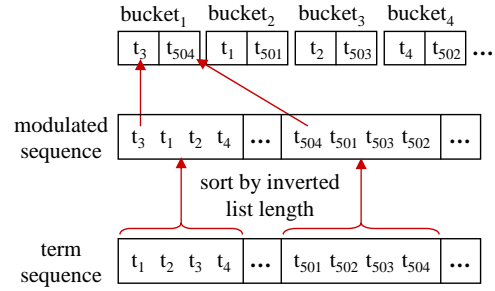 bucket₁ bucket₂ bucket₃ bucket₄
t₃ t₅₀₄ t₁ t₅₀₁ t₂ t₅₀₃ t₄ t₅₀₂ ...
modulated sequence t₃ t₁ t₂ t₄ ... t₅₀₄ t₅₀₁ t₅₀₃ t₅₀₂ ...
sort by inverted
list length
term sequence t₁ t₂ t₃ t₄ ... t₅₀₁ t₅₀₂ t₅₀₃ t₅₀₄ ...